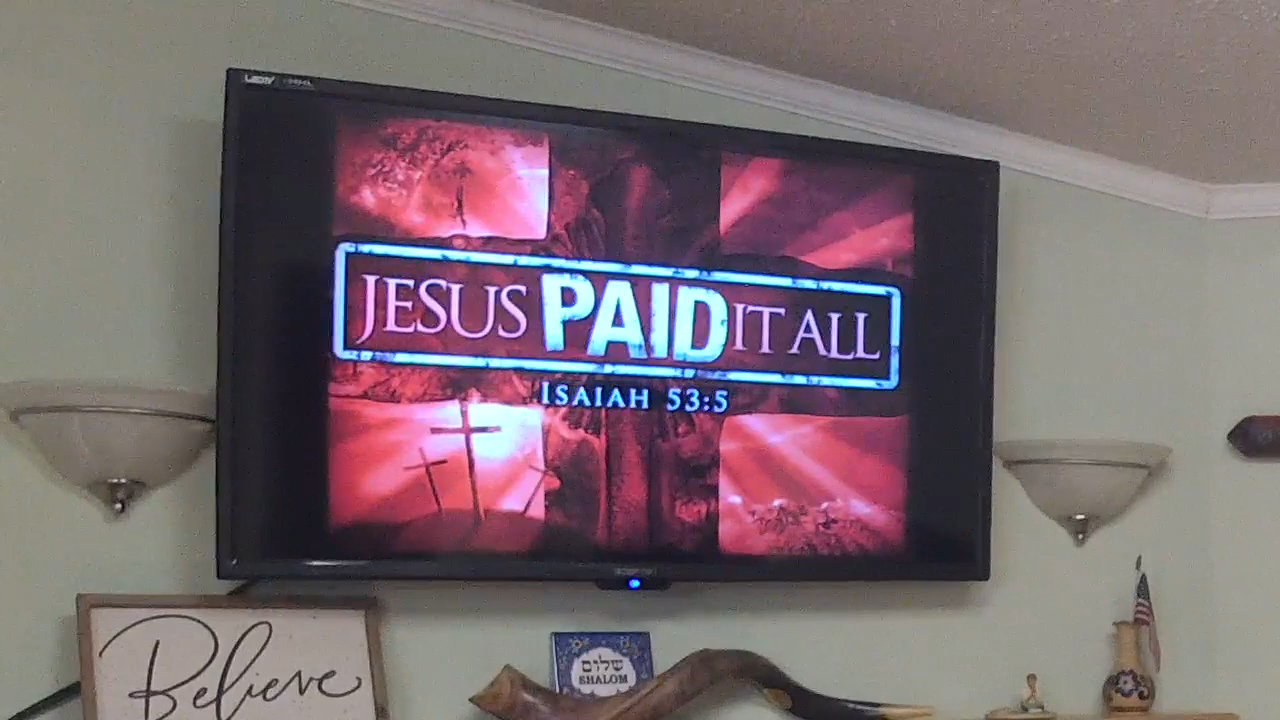 JESUS PAID IT ALL
ISAIAH 53:5
Believe
שלום
SHALOM